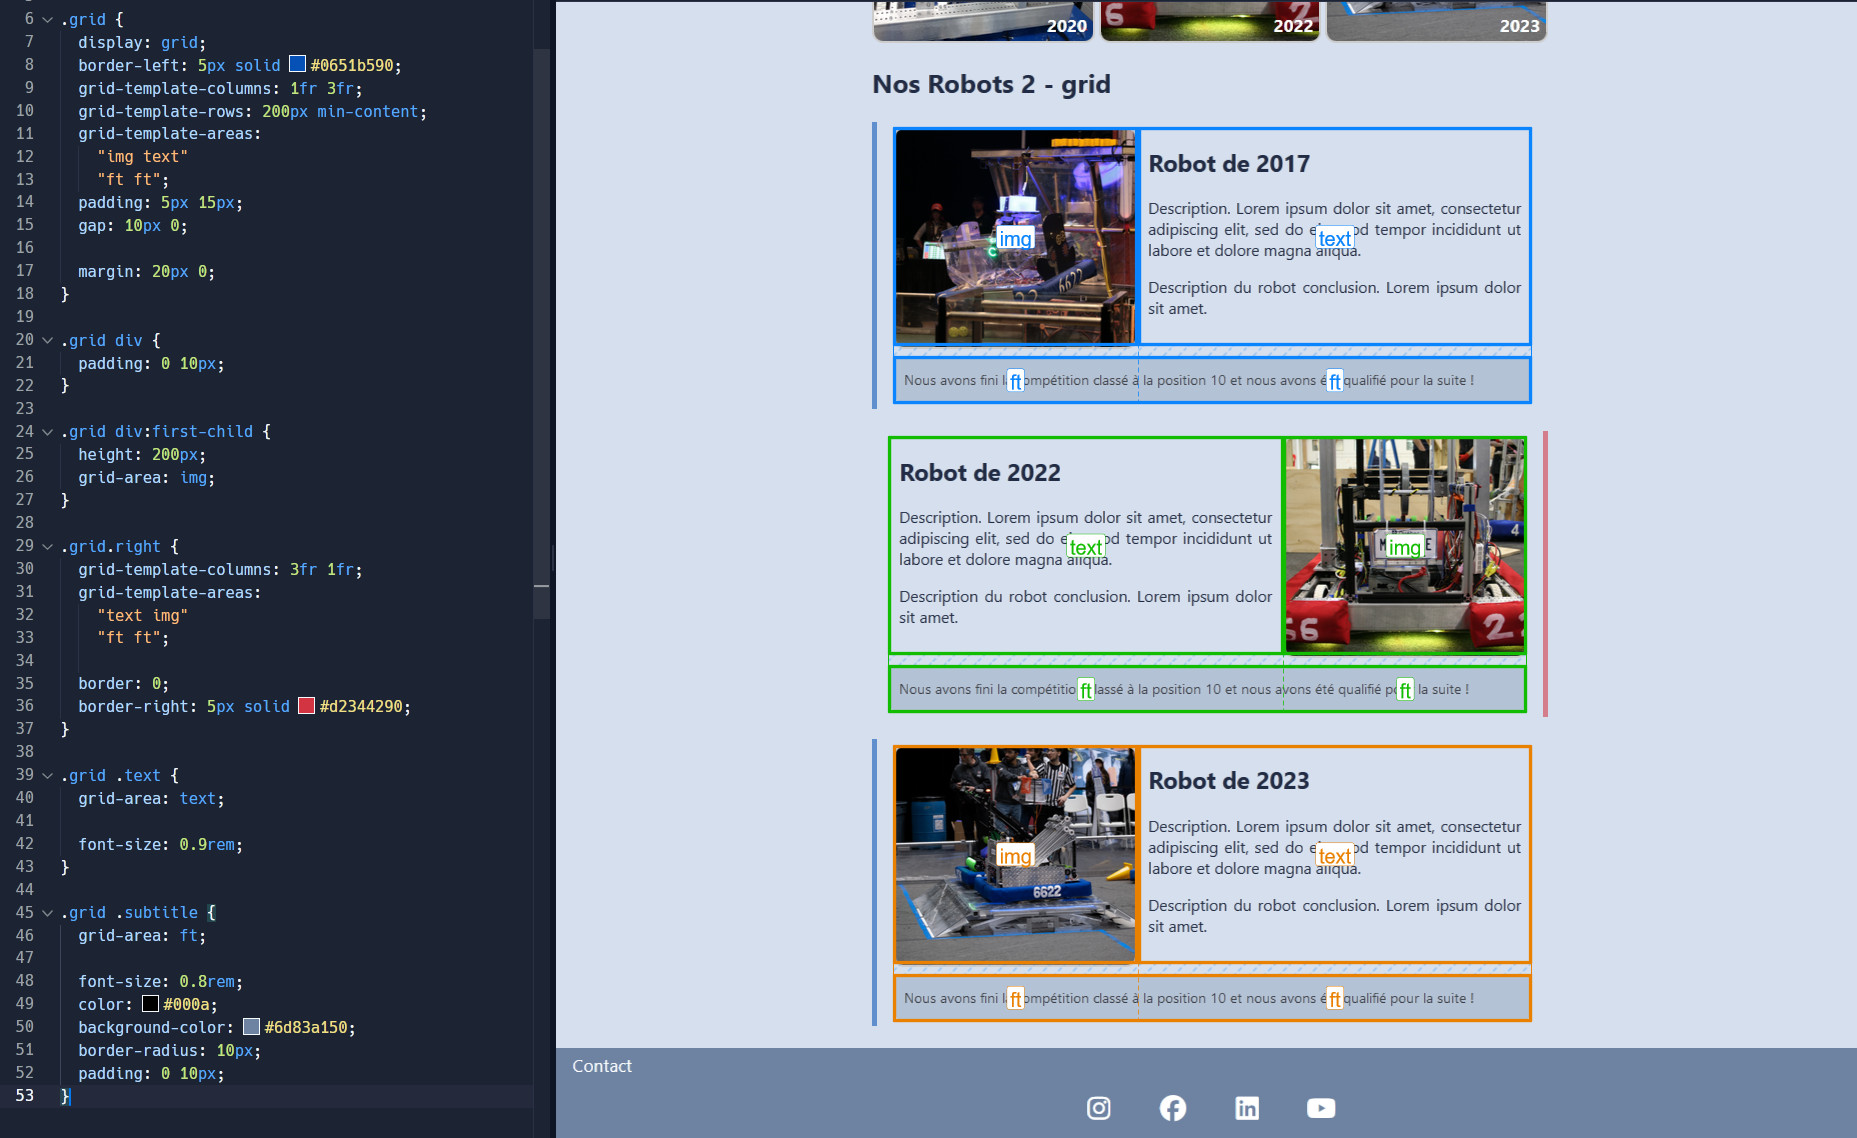 6 .grid {
7 display: grid;
8 border-left: 5px solid #0651b590;
9 grid-template-columns: 1fr 3fr;
10 grid-template-rows: 200px min-content;
11 grid-template-areas:
12 "img text"
13 "ft ft";
14 padding: 5px 15px;
15 gap: 10px 0;
16
17 margin: 20px 0;
18 }
19
20 .grid div {
21 padding: 0 10px;
22 }
23
24 .grid div:first-child {
25 height: 200px;
26 grid-area: img;
27 }
28
29 .grid.right {
30 grid-template-columns: 3fr 1fr;
31 grid-template-areas:
32 "text img"
33 "ft ft";
34
35 border: 0;
36 border-right: 5px solid #d2344290;
37 }
38
39 .grid .text {
40 grid-area: text;
41
42 font-size: 0.9rem;
43 }
44
45 .grid .subtitle {
46 grid-area: ft;
47
48 font-size: 0.8rem;
49 color: #000a;
50 background-color: #6d83a150;
51 border-radius: 10px;
52 padding: 0 10px;
53 }
2020
2022
2023
Nos Robots 2 - grid
6622
img
Robot de 2017
Description. Lorem ipsum dolor sit amet, consectetur
adipiscing elit, sed do e od tempor incididunt ut
text
labore et dolore magna aliqua.
Description du robot conclusion. Lorem ipsum dolor
sit amet.
Nous avons fini l ft ompétition classé à la position 10 et nous avons é ft qualifié pour la suite !
Robot de 2022
Description. Lorem ipsum dolor sit amet, consectetur
adipiscing elit, sed do e od tempor incididunt ut
text
labore et dolore magna aliqua.
Description du robot conclusion. Lorem ipsum dolor
sit amet.
img
4
66
22
Nous avons fini la compétitio ft lassé à la position 10 et nous avons été qualifié p ft la suite !
img
6622
Robot de 2023
Description. Lorem ipsum dolor sit amet, consectetur
adipiscing elit, sed do e od tempor incididunt ut
text
labore et dolore magna aliqua.
Description du robot conclusion. Lorem ipsum dolor
sit amet.
Nous avons fini l ft ompétition classé à la position 10 et nous avons é ft qualifié pour la suite !
Contact